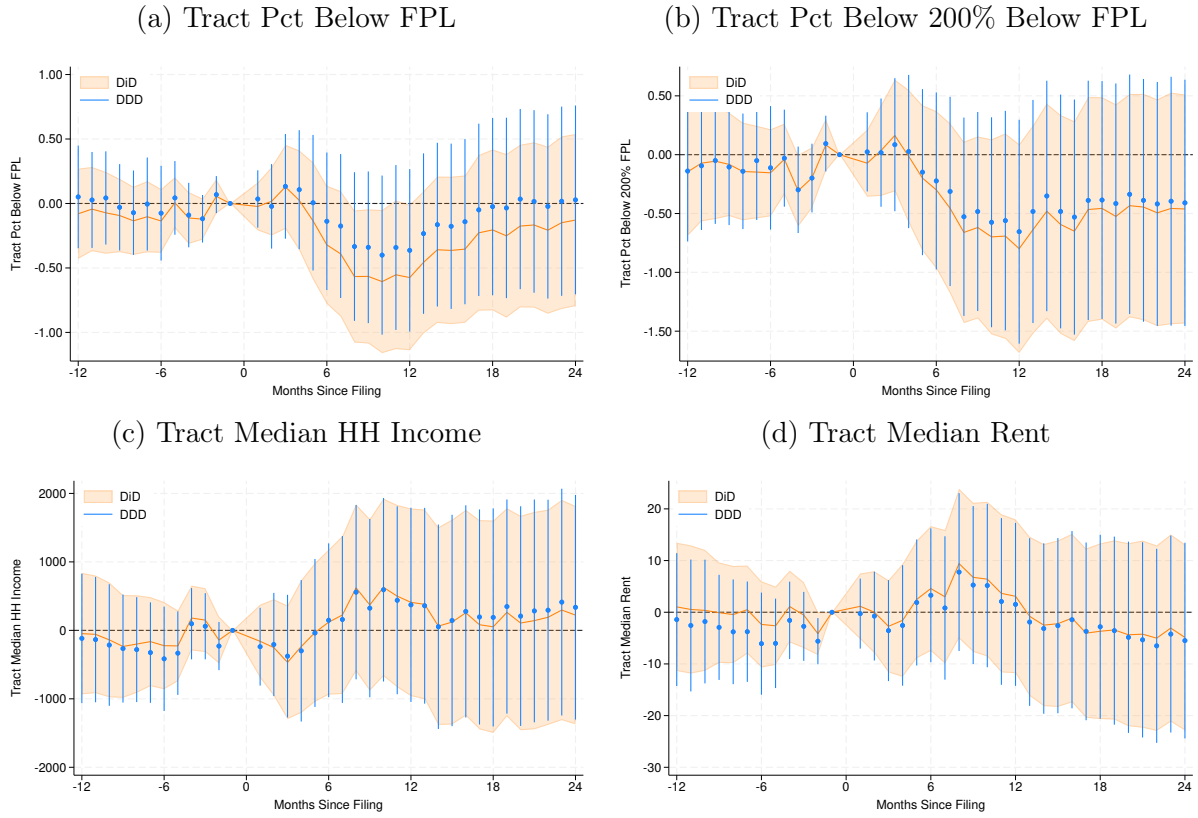 (a) Tract Pct Below FPL
1.00
0.50
0.00
-0.50
-1.00
Tract Pct Below FPL
DiD
DDD
-12 -6 0 6 12 18 24
Months Since Filing
(b) Tract Pct Below 200% Below FPL
0.50
0.00
-0.50
-1.00
-1.50
Tract Pct Below 200% FPL
DiD
DDD
-12 -6 0 6 12 18 24
Months Since Filing
(c) Tract Median HH Income
2000
1000
0
-1000
-2000
Tract Median HH Income
DiD
DDD
-12 -6 0 6 12 18 24
Months Since Filing
(d) Tract Median Rent
20
10
0
-10
-20
-30
Tract Median Rent
DiD
DDD
-12 -6 0 6 12 18 24
Months Since Filing